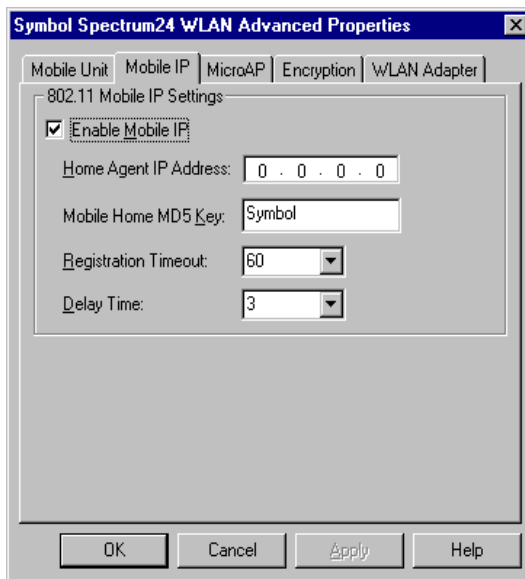 Symbol Spectrum24 WLAN Advanced Properties
Mobile Unit Mobile IP MicroAP Encryption WLAN Adapter
802.11 Mobile IP Settings
Enable Mobile IP
Home Agent IP Address: 0 . 0 . 0 . 0
Mobile Home MD5 Key: Symbol
Registration Timeout: 60
Delay Time: 3
OK Cancel Apply Help